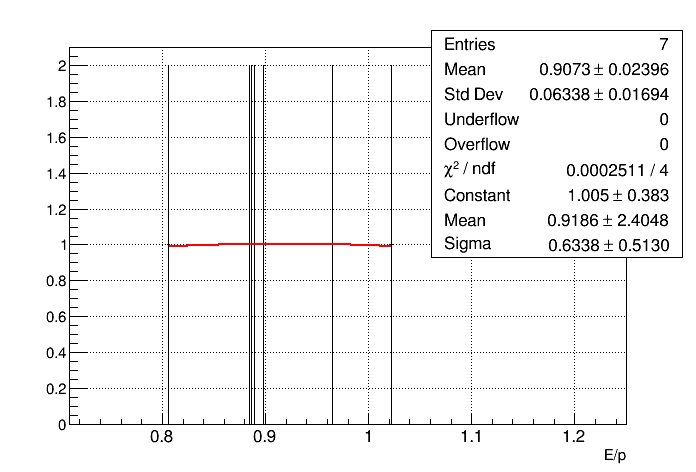 Entries 7
Mean 0.9073 ± 0.02396
Std Dev 0.06338 ± 0.01694
Underflow 0
Overflow 0
χ² / ndf 0.0002511 / 4
Constant 1.005 ± 0.383
Mean 0.9186 ± 2.4048
Sigma 0.6338 ± 0.5130
2
1.8
1.6
1.4
1.2
1
0.8
0.6
0.4
0.2
0
0.8 0.9 1 1.1 1.2
E/p